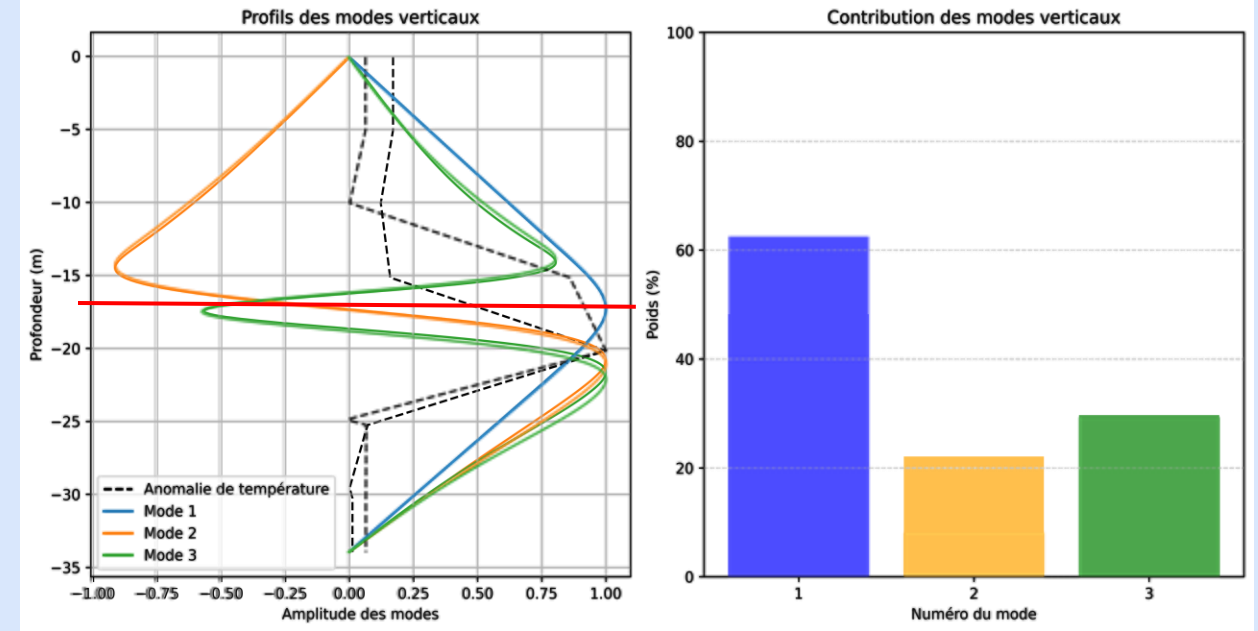 Profils des modes verticaux
0
−5
−10
−15
−20
−25
−30
−35
Profondeur (m)
Anomalie de température
Mode 1
Mode 2
Mode 3
−1.00 −0.75 −0.50 −0.25 0.00 0.25 0.50 0.75 1.00
Amplitude des modes
Contribution des modes verticaux
100
80
60
40
20
0
Poids (%)
1 2 3
Numéro du mode